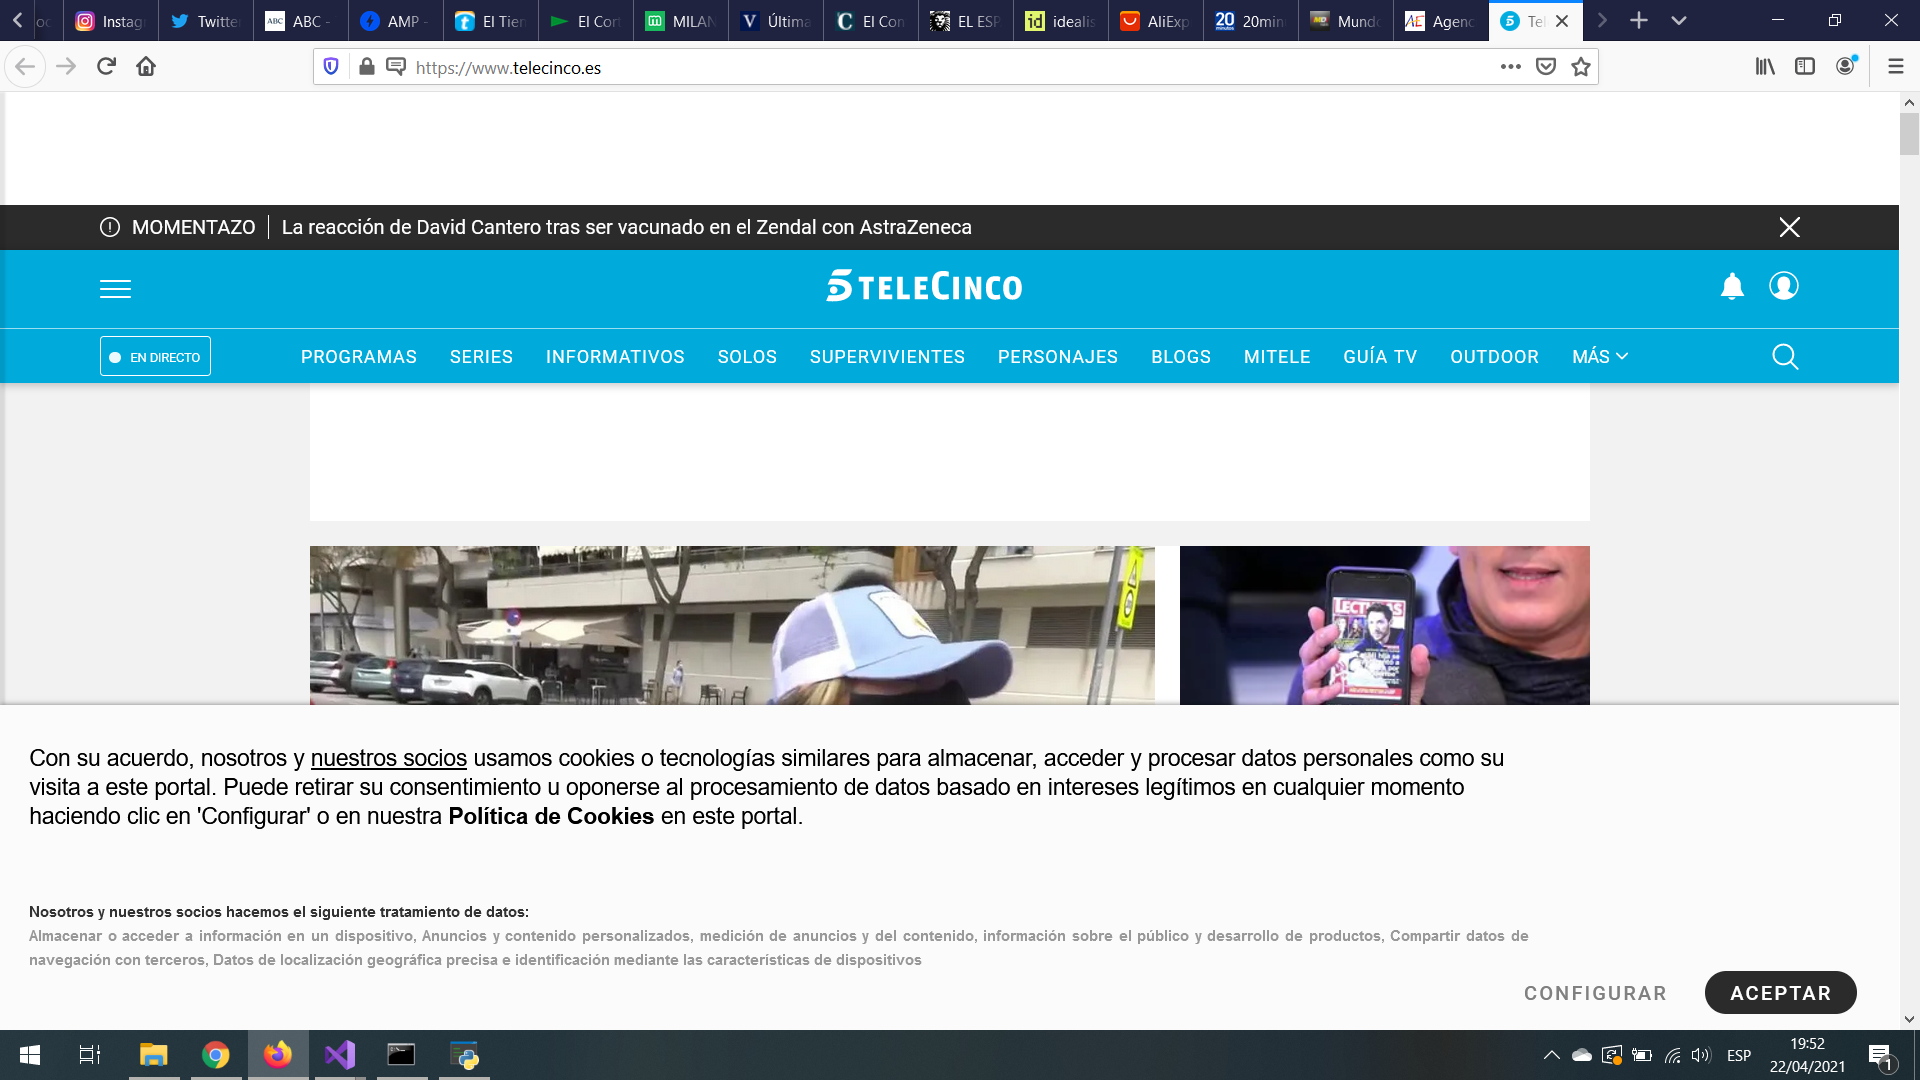 Instag
Twitte
ABC
ABC -
AMP -
El Tien
El Cort
MILAN
Última
El Con
EL ESP
id
idealis
AliExp
20
20min
MD
Mundo
AE
Agenc
Tel
https://www.telecinco.es
MOMENTAZO | La reacción de David Cantero tras ser vacunado en el Zendal con AstraZeneca
5 TELECINCO
EN DIRECTO
PROGRAMAS SERIES INFORMATIVOS SOLOS SUPERVIVIENTES PERSONAJES BLOGS MITELE GUÍA TV OUTDOOR MÁS
LECTURAS
Con su acuerdo, nosotros y nuestros socios usamos cookies o tecnologías similares para almacenar, acceder y procesar datos personales como su
visita a este portal. Puede retirar su consentimiento u oponerse al procesamiento de datos basado en intereses legítimos en cualquier momento
haciendo clic en 'Configurar' o en nuestra Política de Cookies en este portal.
Nosotros y nuestros socios hacemos el siguiente tratamiento de datos:
Almacenar o acceder a información en un dispositivo, Anuncios y contenido personalizados, medición de anuncios y del contenido, información sobre el público y desarrollo de productos, Compartir datos de
navegación con terceros, Datos de localización geográfica precisa e identificación mediante las características de dispositivos
CONFIGURAR
ACEPTAR
ESP
19:52
22/04/2021
1